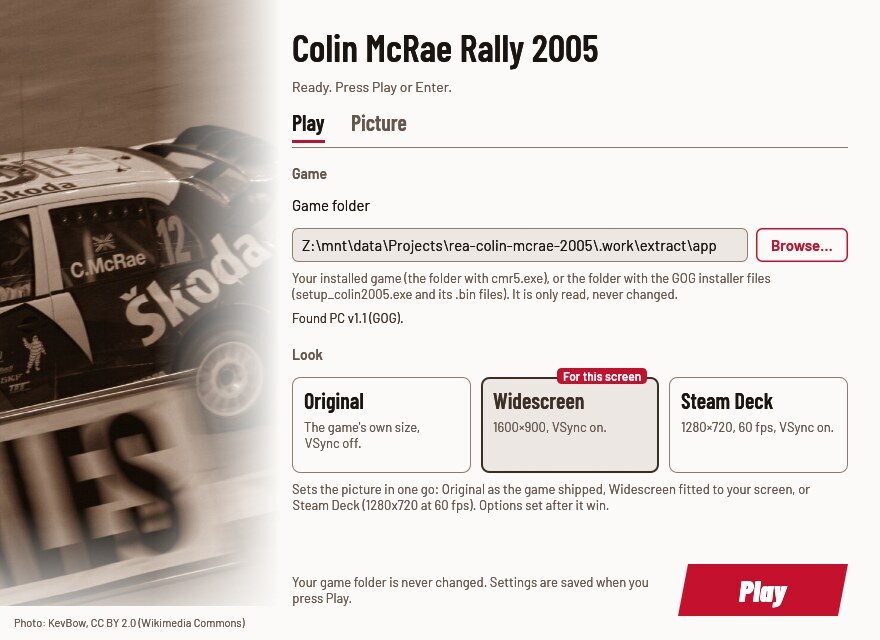 Colin McRae Rally 2005
Ready. Press Play or Enter.
Play
Picture
Game
Game folder
Z:\mnt\data\Projects\rea-colin-mcrae-2005\.work\extract\app
Browse...
Your installed game (the folder with cmr5.exe), or the folder with the GOG installer files
(setup_colin2005.exe and its .bin files). It is only read, never changed.
Found PC v1.1 (GOG).
Look
For this screen
Original
The game's own size,
VSync off.
Widescreen
1600×900, VSync on.
Steam Deck
1280×720, 60 fps, VSync on.
Sets the picture in one go: Original as the game shipped, Widescreen fitted to your screen, or
Steam Deck (1280x720 at 60 fps). Options set after it win.
Your game folder is never changed. Settings are saved when you
press Play.
Play
Skoda
C.McRae
12
Škoda
Photo: KevBow, CC BY 2.0 (Wikimedia Commons)